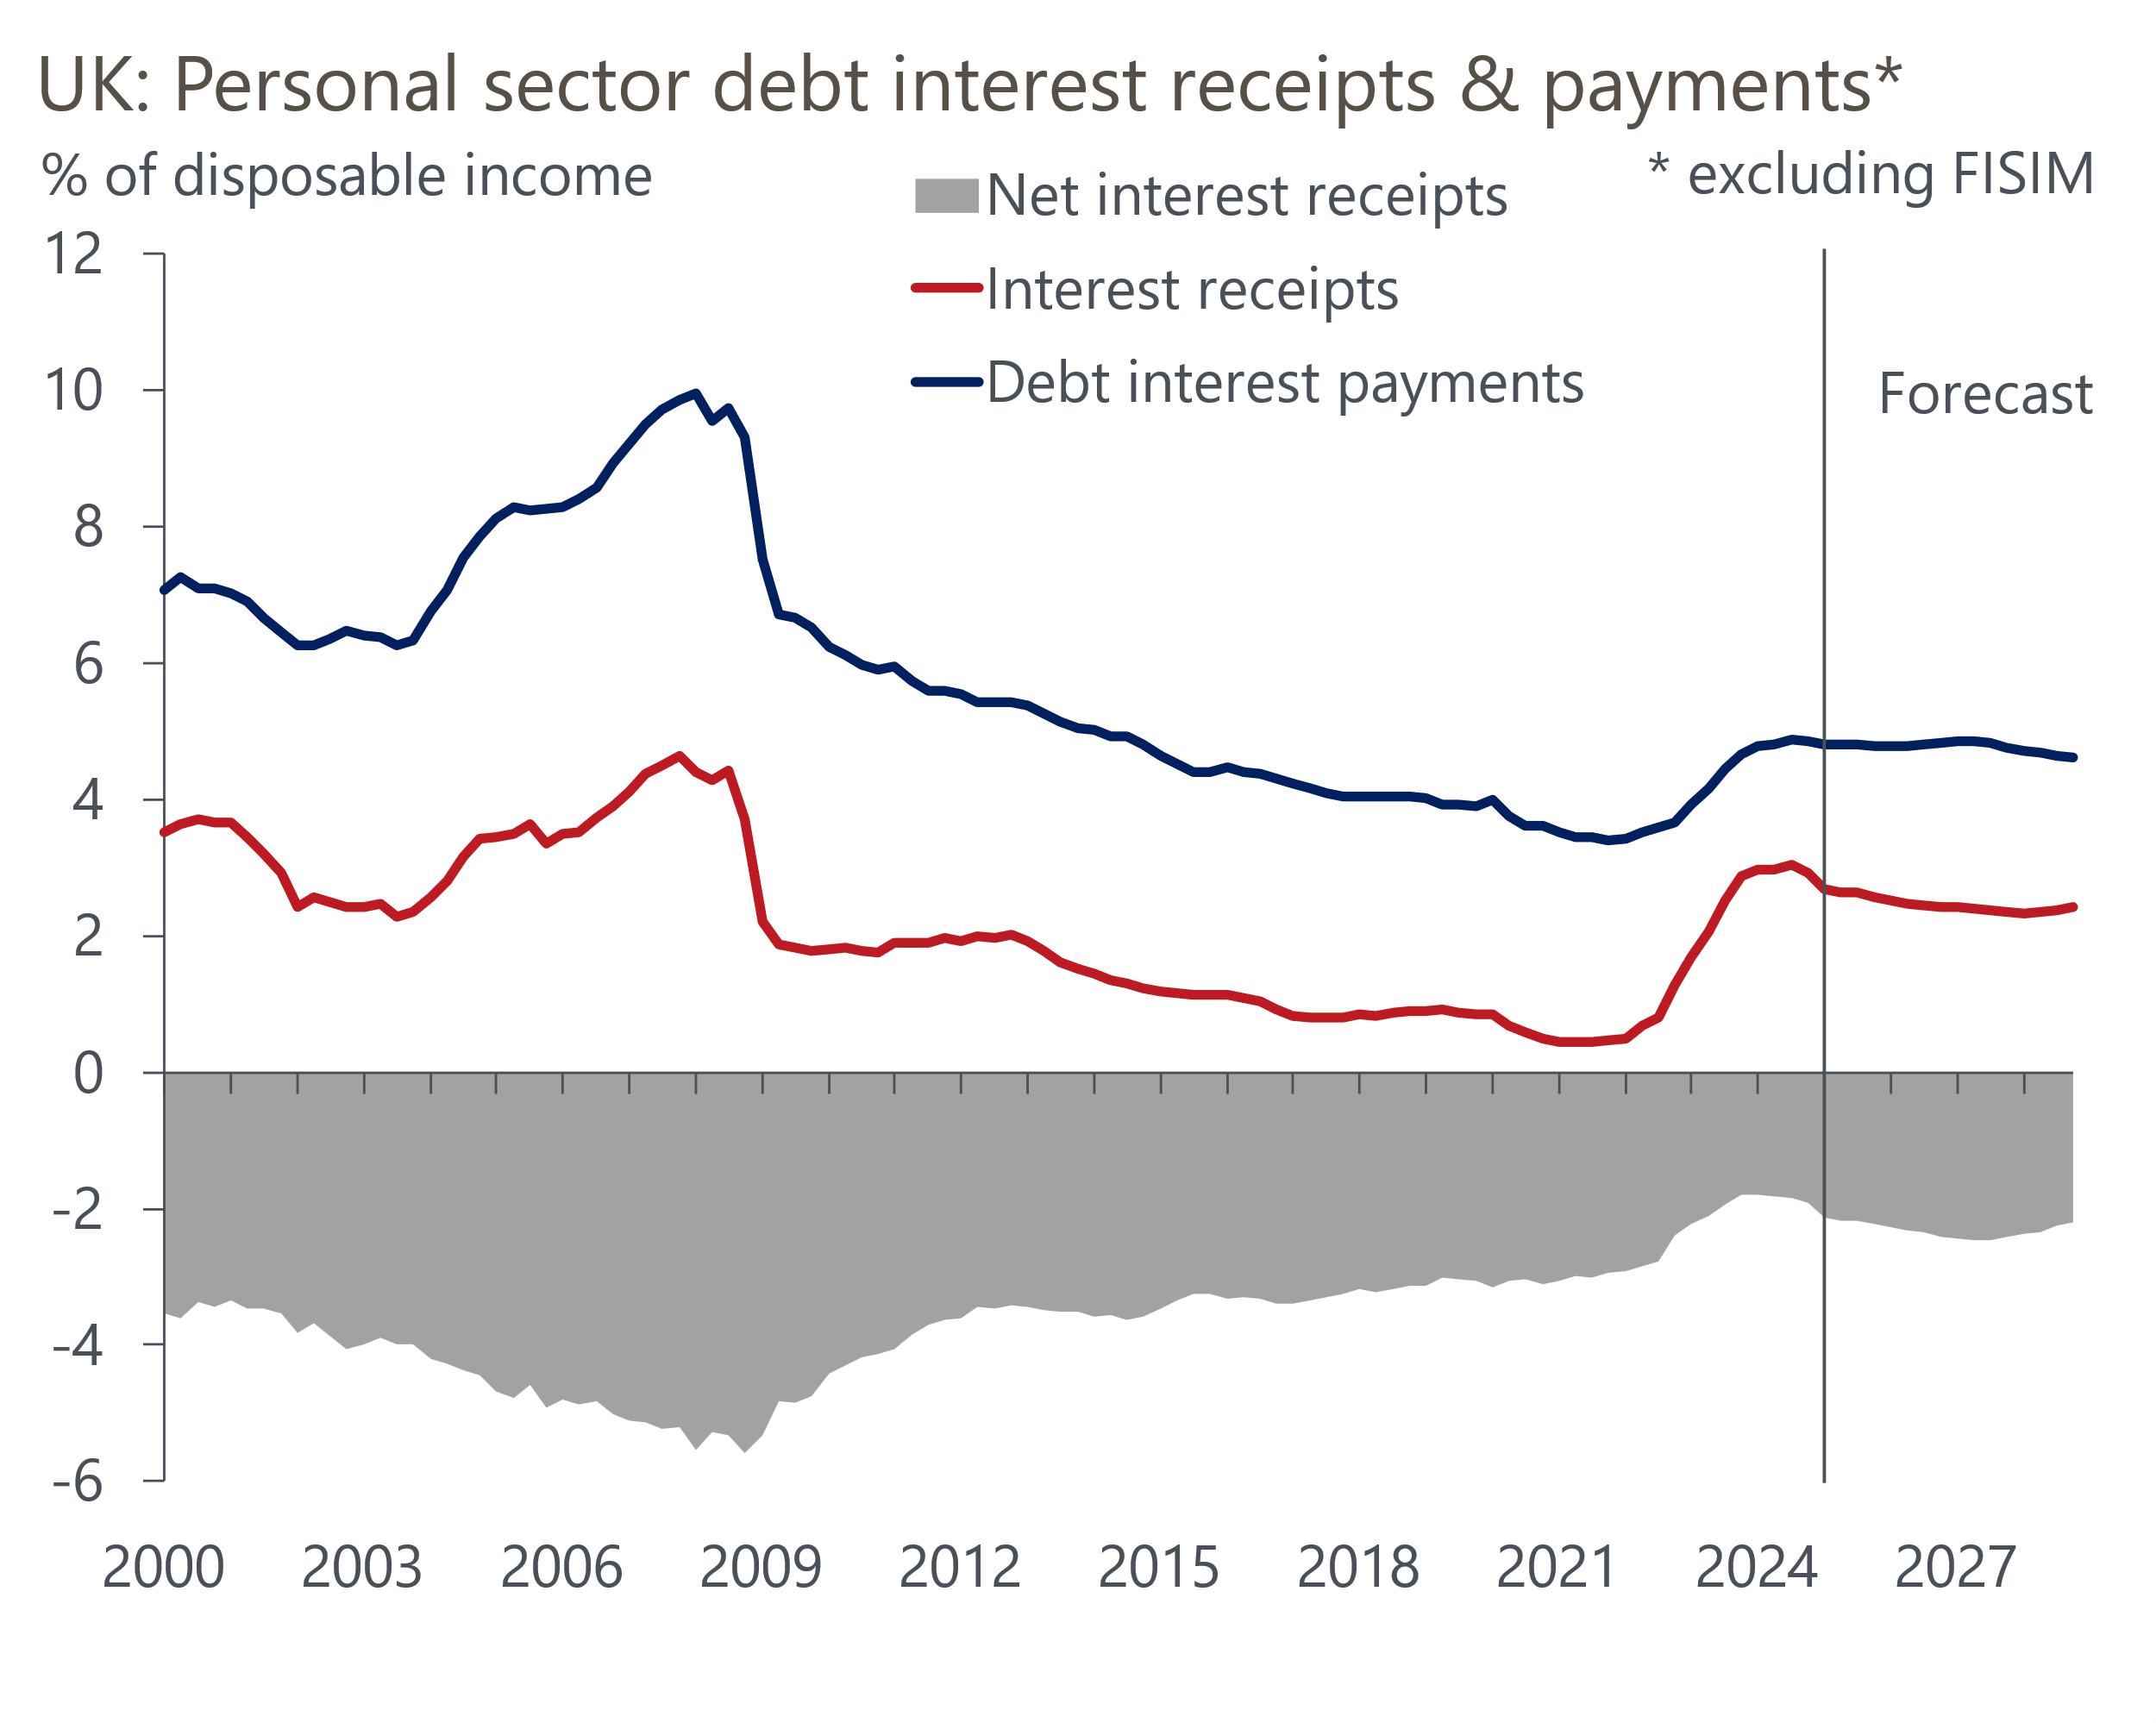 UK: Personal sector debt interest receipts & payments*
% of disposable income
* excluding FISIM
Net interest receipts
Interest receipts
Debt interest payments
Forecast
12
10
8
6
4
2
0
-2
-4
-6
2000 2003 2006 2009 2012 2015 2018 2021 2024 2027